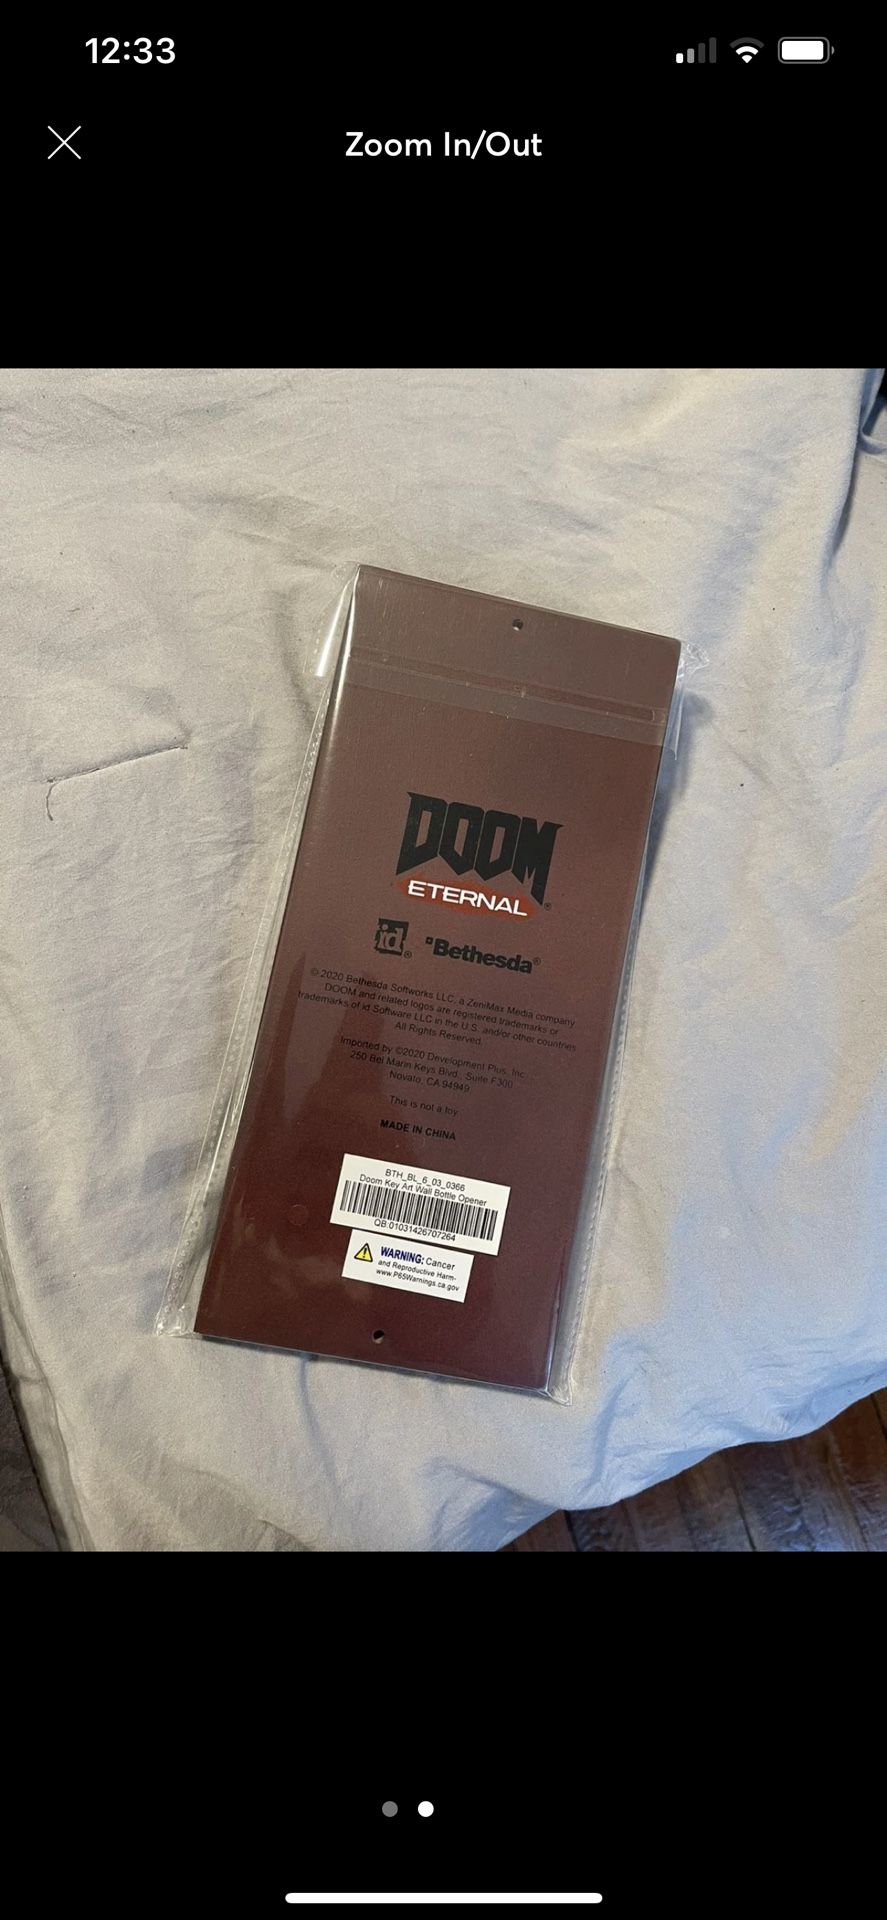 12:33
Zoom In/Out
DOOM
ETERNAL
id
Bethesda
© 2020 Bethesda Softworks LLC, a ZeniMax Media company
DOOM and related logos are registered trademarks or
trademarks of id Software LLC in the U.S. and/or other countries
All Rights Reserved.
Imported by ©2020 Development Plus, Inc.
250 Bel Marin Keys Blvd., Suite F300
Novato, CA 94949
This is not a toy
MADE IN CHINA
BTH_BL_6_03_0366
Doom Key Art Wall Bottle Opener
QB:01031426707264
WARNING: Cancer
and Reproductive Harm-
www.P65Warnings.ca.gov